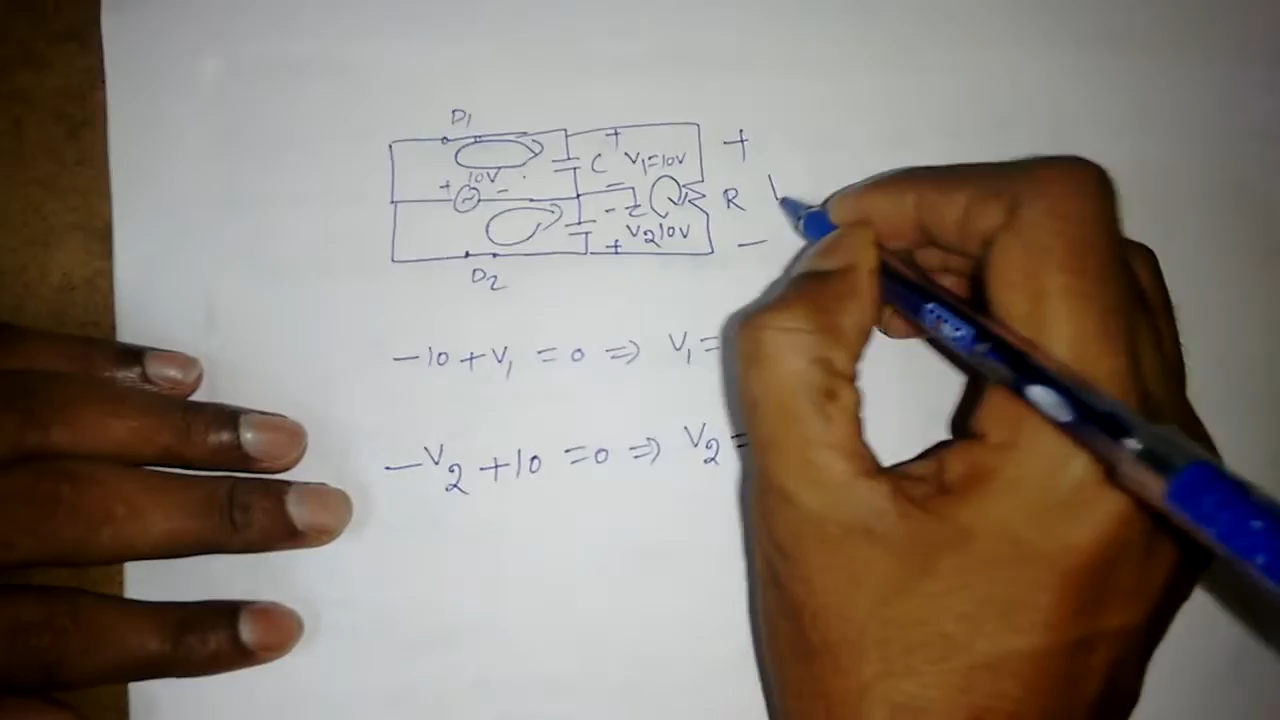 D1
+ C V1=10V +
10V
+ - -
R
- V2 10V
+ -
D2
-10+V1 = 0 ⇒ V1=
-V2 +10 =0 ⇒ V2 =